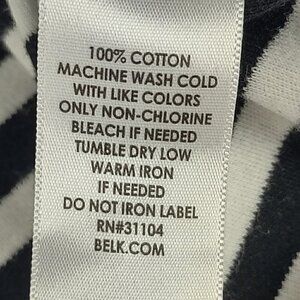 100% COTTON
MACHINE WASH COLD
WITH LIKE COLORS
ONLY NON-CHLORINE
BLEACH IF NEEDED
TUMBLE DRY LOW
WARM IRON
IF NEEDED
DO NOT IRON LABEL
RN#31104
BELK.COM